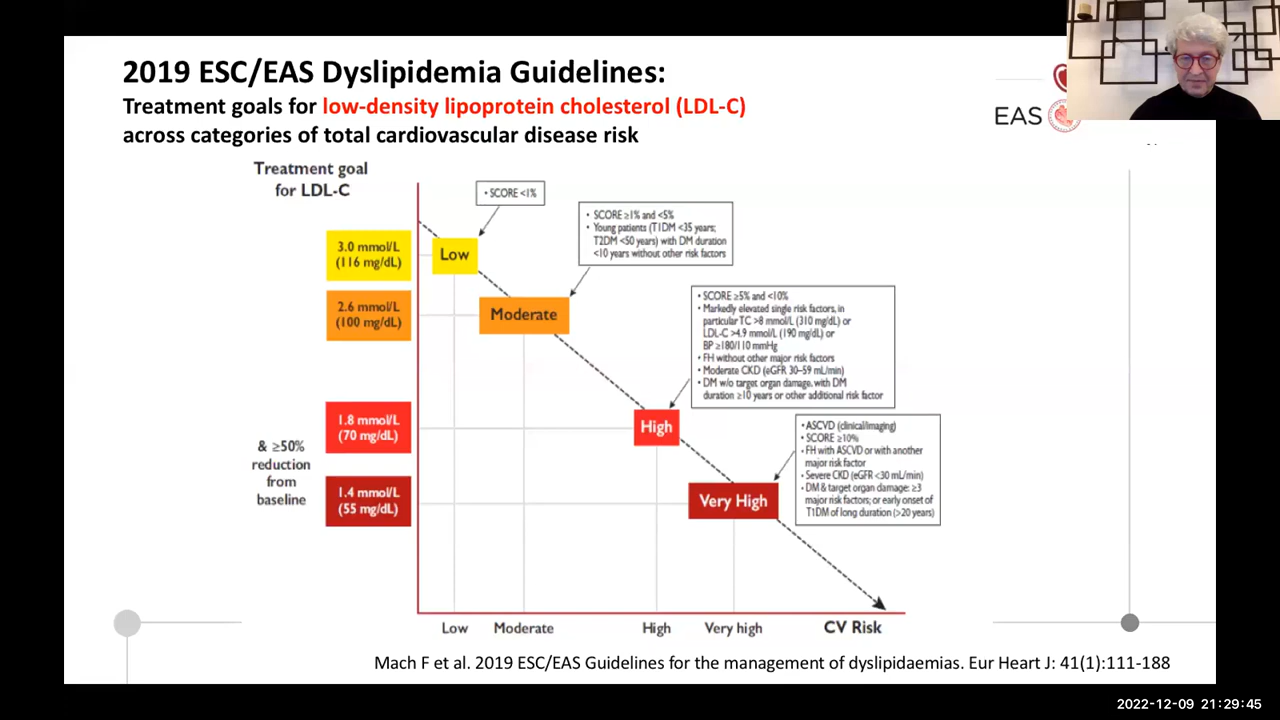 2019 ESC/EAS Dyslipidemia Guidelines:
Treatment goals for low-density lipoprotein cholesterol (LDL-C)
across categories of total cardiovascular disease risk
EAS
Treatment goal
for LDL-C
• SCORE <1%
• SCORE ≥1% and <5%
• Young patients (T1DM <35 years;
T2DM <50 years) with DM duration
<10 years without other risk factors
3.0 mmol/L
(116 mg/dL)
Low
2.6 mmol/L
(100 mg/dL)
Moderate
• SCORE ≥5% and <10%
• Markedly elevated single risk factors, in
particular TC >8 mmol/L (310 mg/dL) or
LDL-C >4.9 mmol/L (190 mg/dL) or
BP ≥180/110 mmHg
• FH without other major risk factors
• Moderate CKD (eGFR 30–59 mL/min)
• DM w/o target organ damage, with DM
duration ≥10 years or other additional risk factor
1.8 mmol/L
(70 mg/dL)
High
• ASCVD (clinical/imaging)
• SCORE ≥10%
• FH with ASCVD or with another
major risk factor
• Severe CKD (eGFR <30 mL/min)
• DM & target organ damage: ≥3
major risk factors; or early onset of
T1DM of long duration (>20 years)
& ≥50%
reduction
from
baseline
1.4 mmol/L
(55 mg/dL)
Very High
Low
Moderate
High
Very high
CV Risk
Mach F et al. 2019 ESC/EAS Guidelines for the management of dyslipidaemias. Eur Heart J: 41(1):111-188
2022-12-09 21:29:45